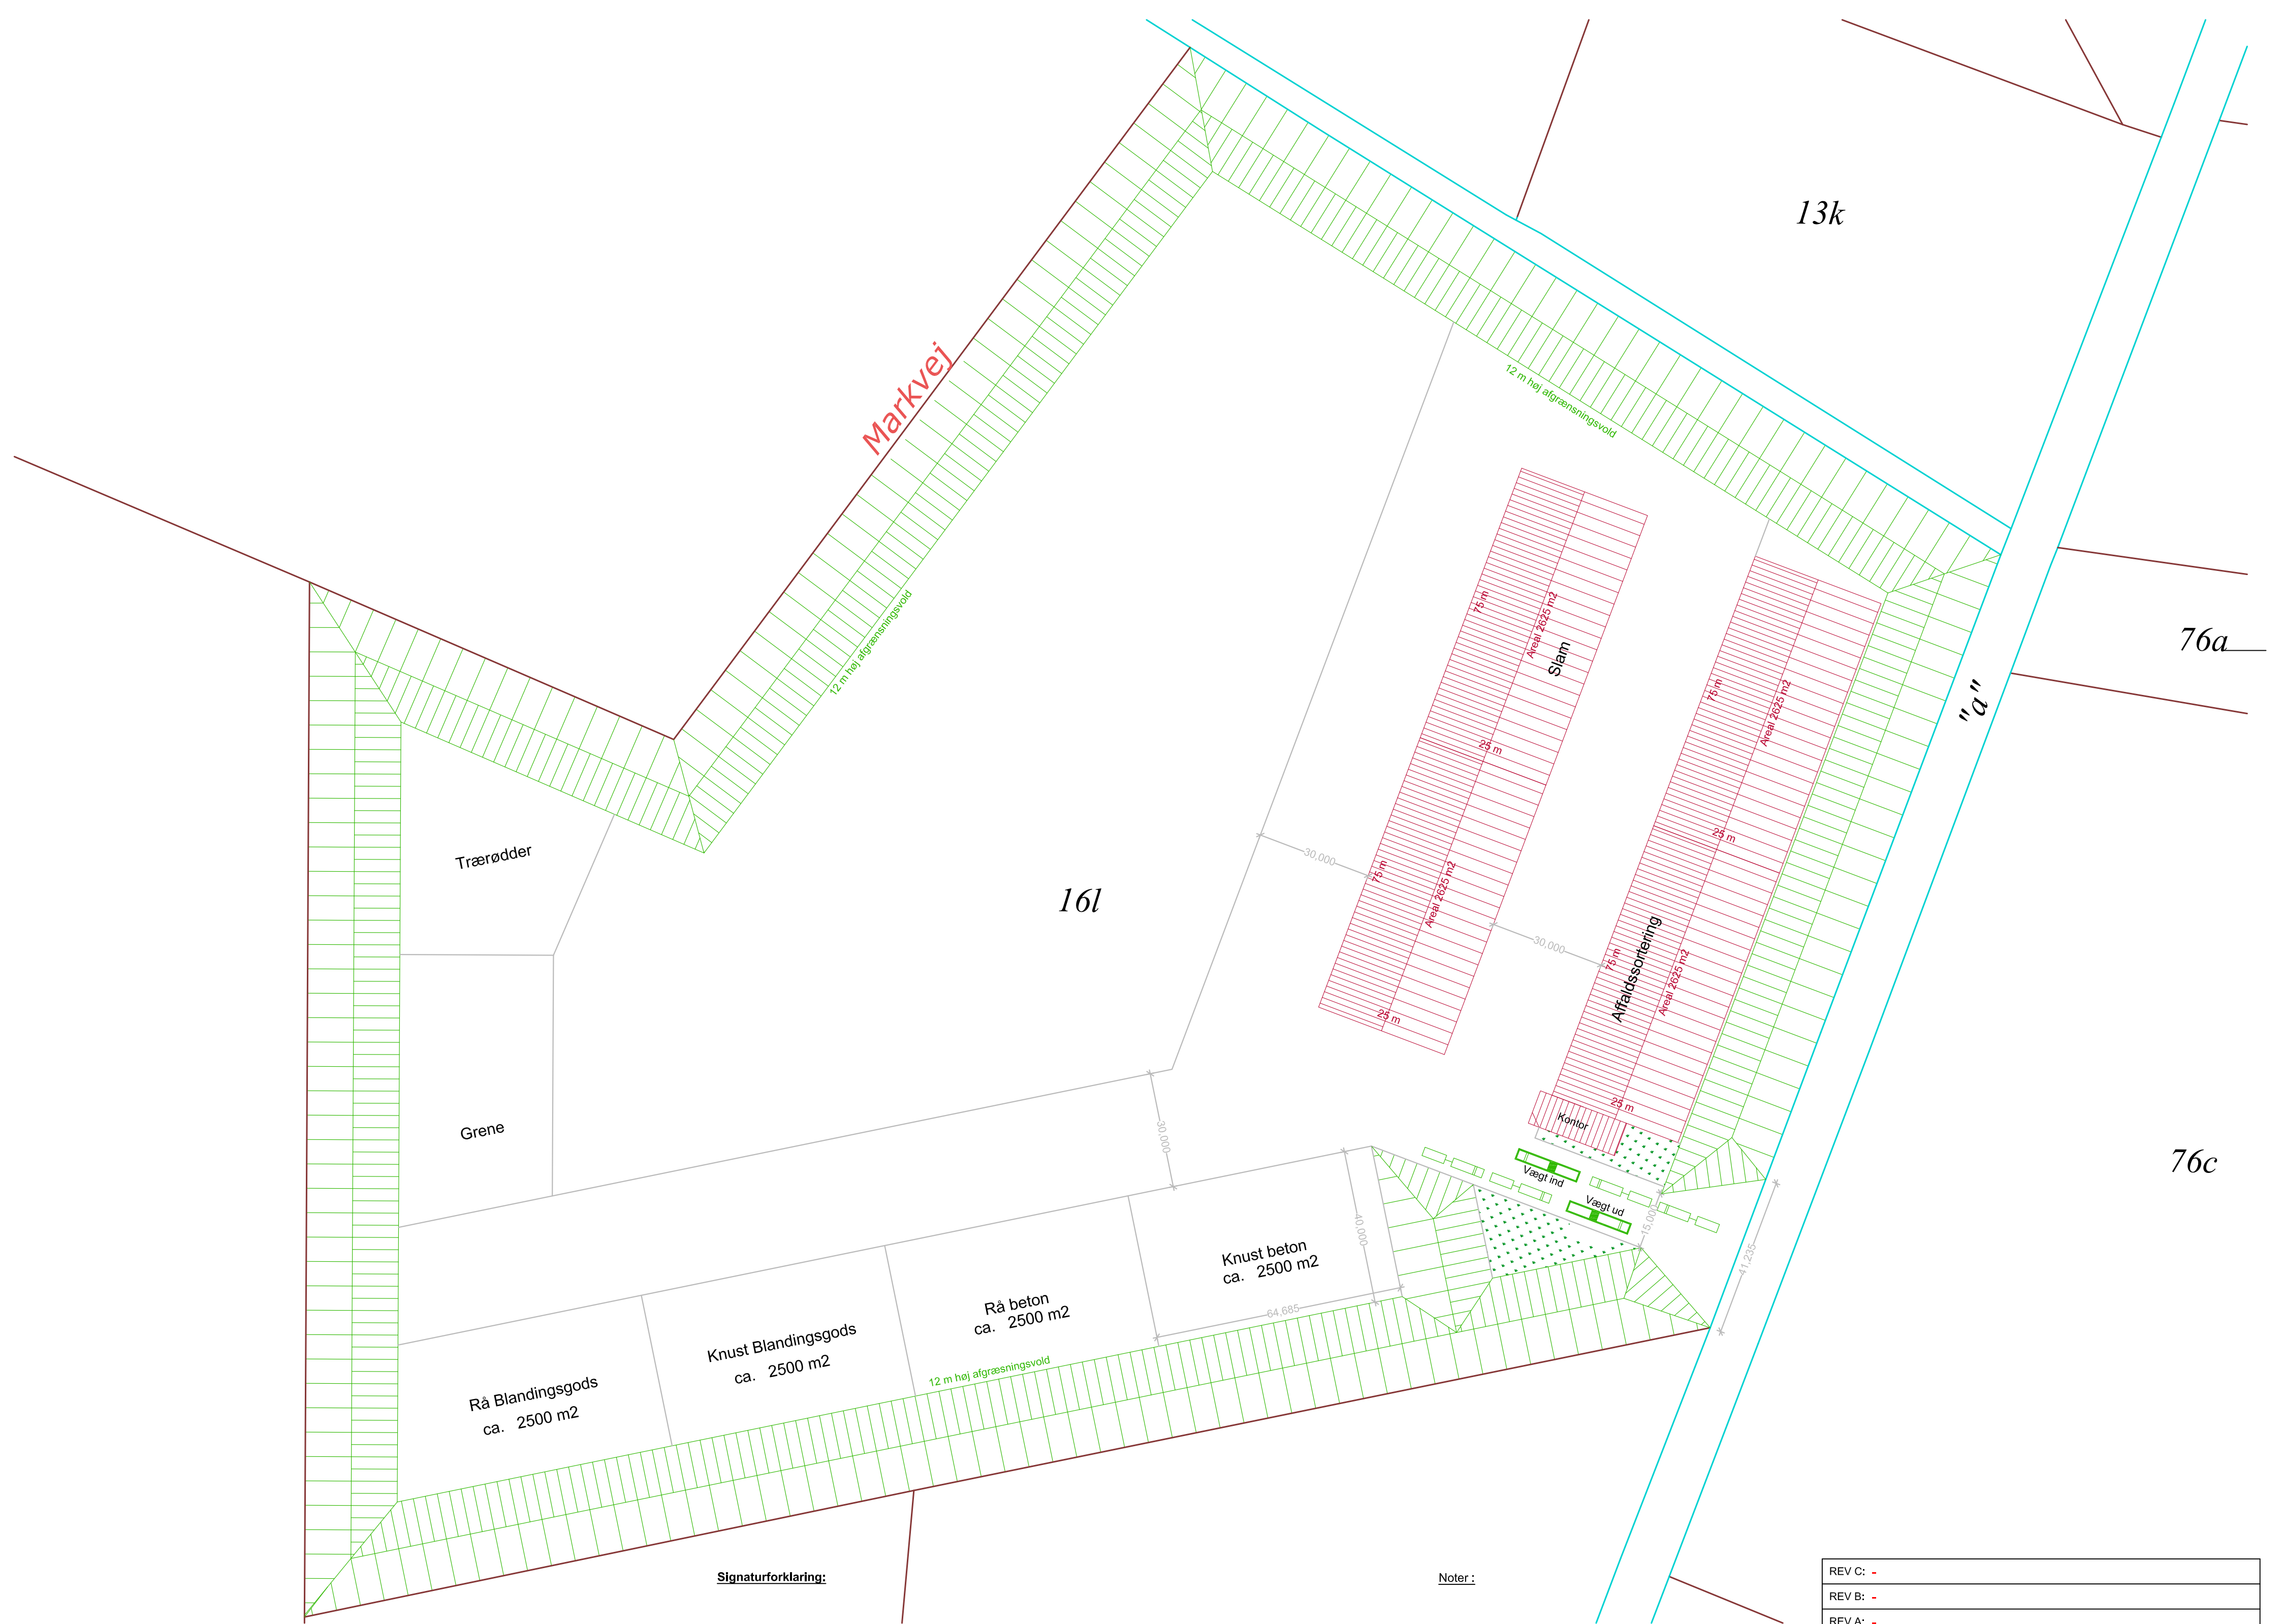 13k
Markvej
12 m høj afgrænsningsvold
12 m høj afgrænsningsvold
76a
"a"
75 m
Areal 2625 m2
Slam
25 m
75 m
Areal 2625 m2
25 m
75 m
Areal 2625 m2
25 m
75 m
Areal 2625 m2
Affaldssortering
25 m
30,000
30,000
16l
Trærødder
Grene
30,000
Kontor
Vægt ind
Vægt ud
15,000
41,235
76c
40,000
64,685
Knust beton
ca. 2500 m2
Rå beton
ca. 2500 m2
Knust Blandingsgods
ca. 2500 m2
Rå Blandingsgods
ca. 2500 m2
12 m høj afgræsningsvold
Signaturforklaring:
Noter :
REV C: -
REV B: -
REV A: -